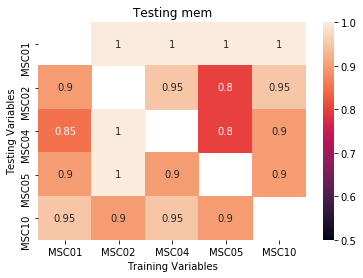 Testing mem
MSC01 1 1 1 1 1.0
MSC02 0.9 0.95 0.8 0.95 0.9
MSC04 0.85 1 0.8 0.9 0.8
MSC05 0.9 1 0.9 0.9 0.7
MSC10 0.95 0.9 0.95 0.9 0.6
0.5
MSC01 MSC02 MSC04 MSC05 MSC10
Testing Variables
Training Variables